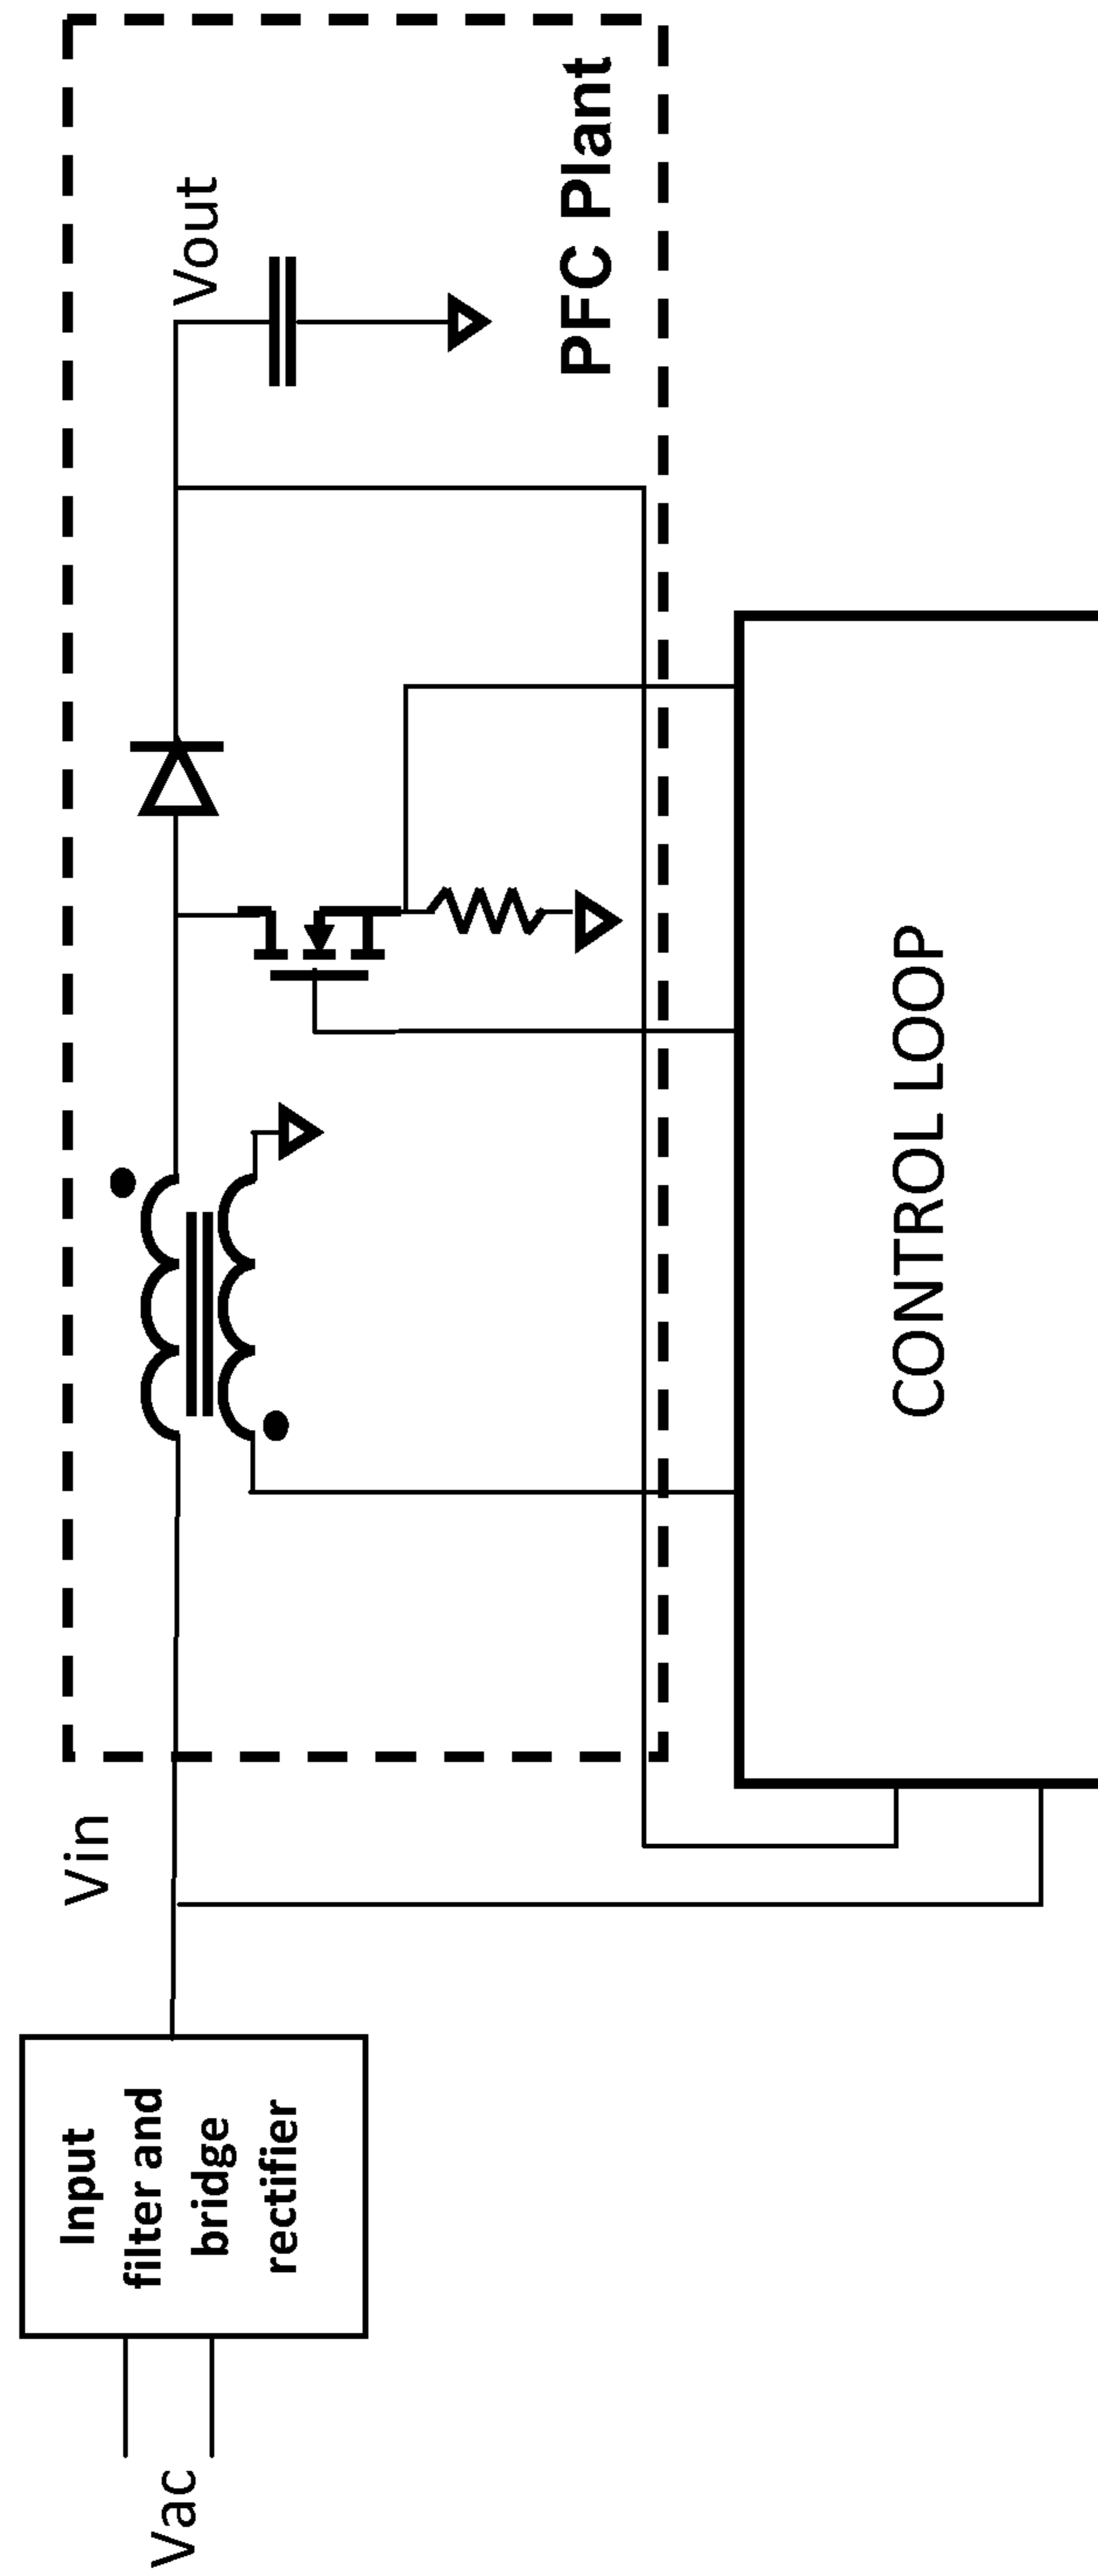 Vac
Input
filter and
bridge
rectifier
Vin
Vout
PFC Plant
CONTROL LOOP